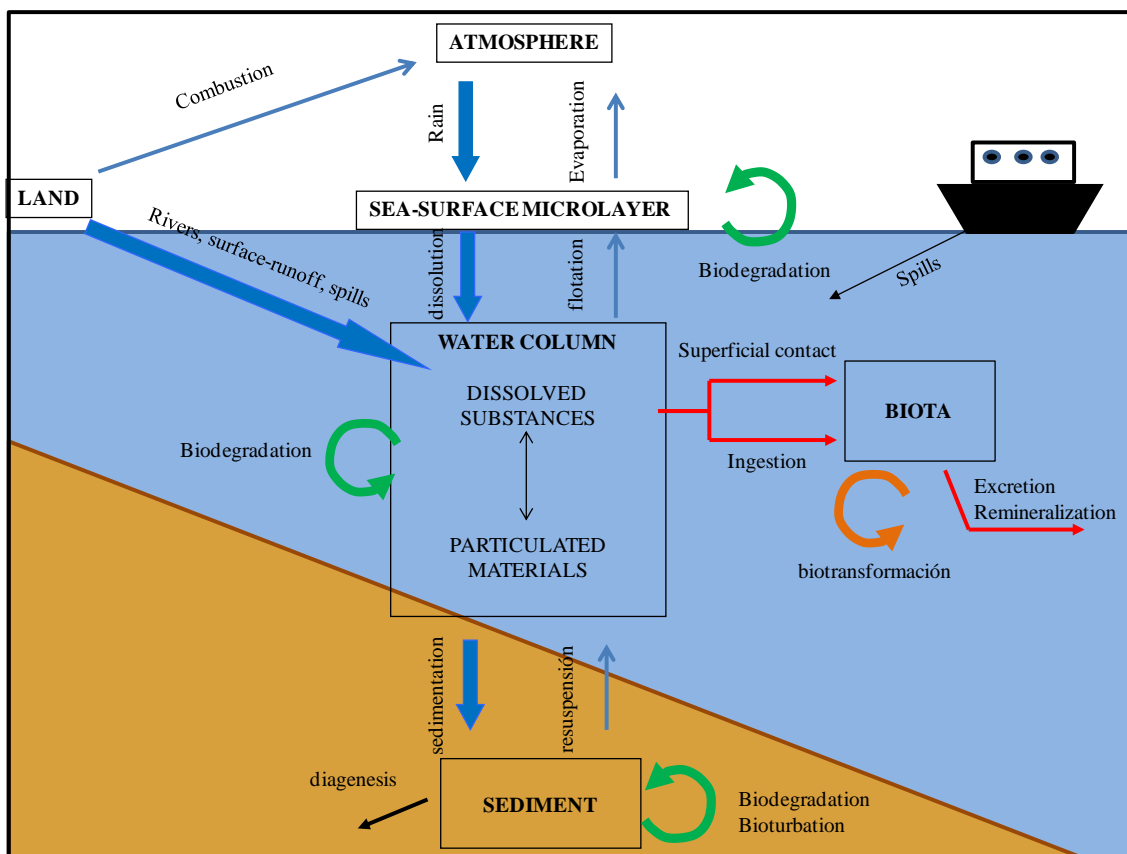 ATMOSPHERE
Combustion
Rain
Evaporation
LAND
SEA-SURFACE MICROLAYER
Rivers, surface-runoff, spills
dissolution
flotation
Biodegradation
Spills
WATER COLUMN
DISSOLVED
SUBSTANCES
Superficial contact
BIOTA
Biodegradation
Ingestion
Excretion
Remineralization
PARTICULATED
MATERIALS
biotransformación
sedimentation
resuspensión
diagenesis
SEDIMENT
Biodegradation
Bioturbation